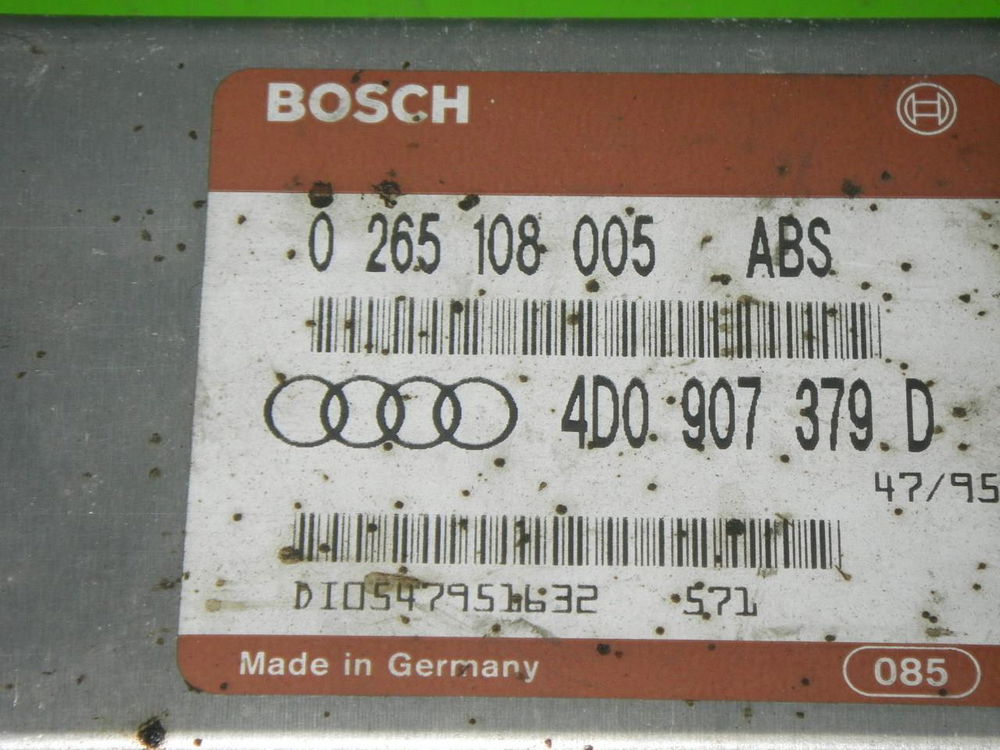 BOSCH
0 265 108 005 ABS
4D0 907 379 D
47/95
DI0547951632 571
Made in Germany 085